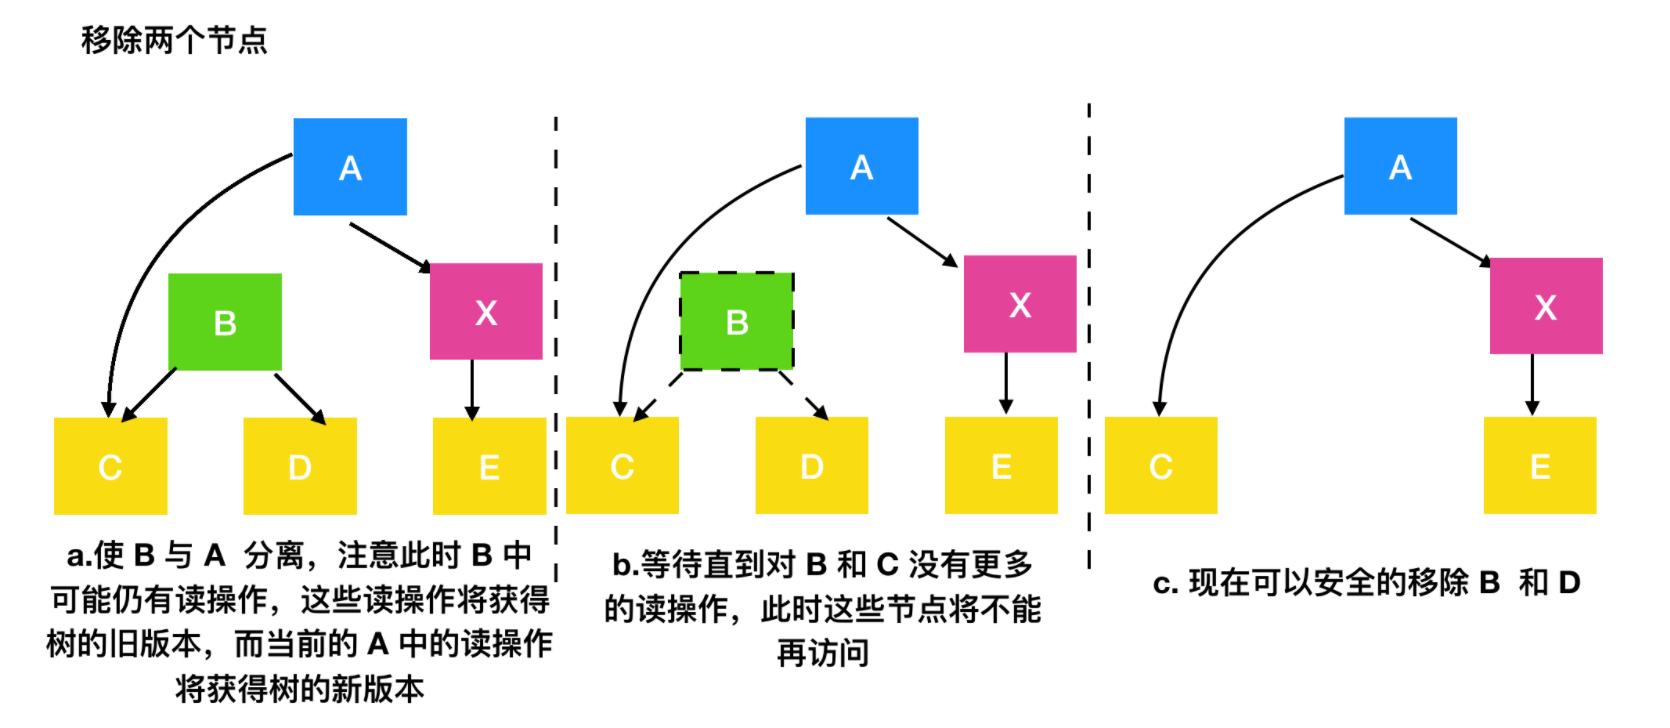 移除两个节点
A
B
X
C
D
E
a.使 B 与 A 分离，注意此时 B 中
可能仍有读操作，这些读操作将获得
树的旧版本，而当前的 A 中的读操作
将获得树的新版本
A
B
X
C
D
E
b.等待直到对 B 和 C 没有更多
的读操作，此时这些节点将不能
再访问
A
X
C
E
c. 现在可以安全的移除 B 和 D